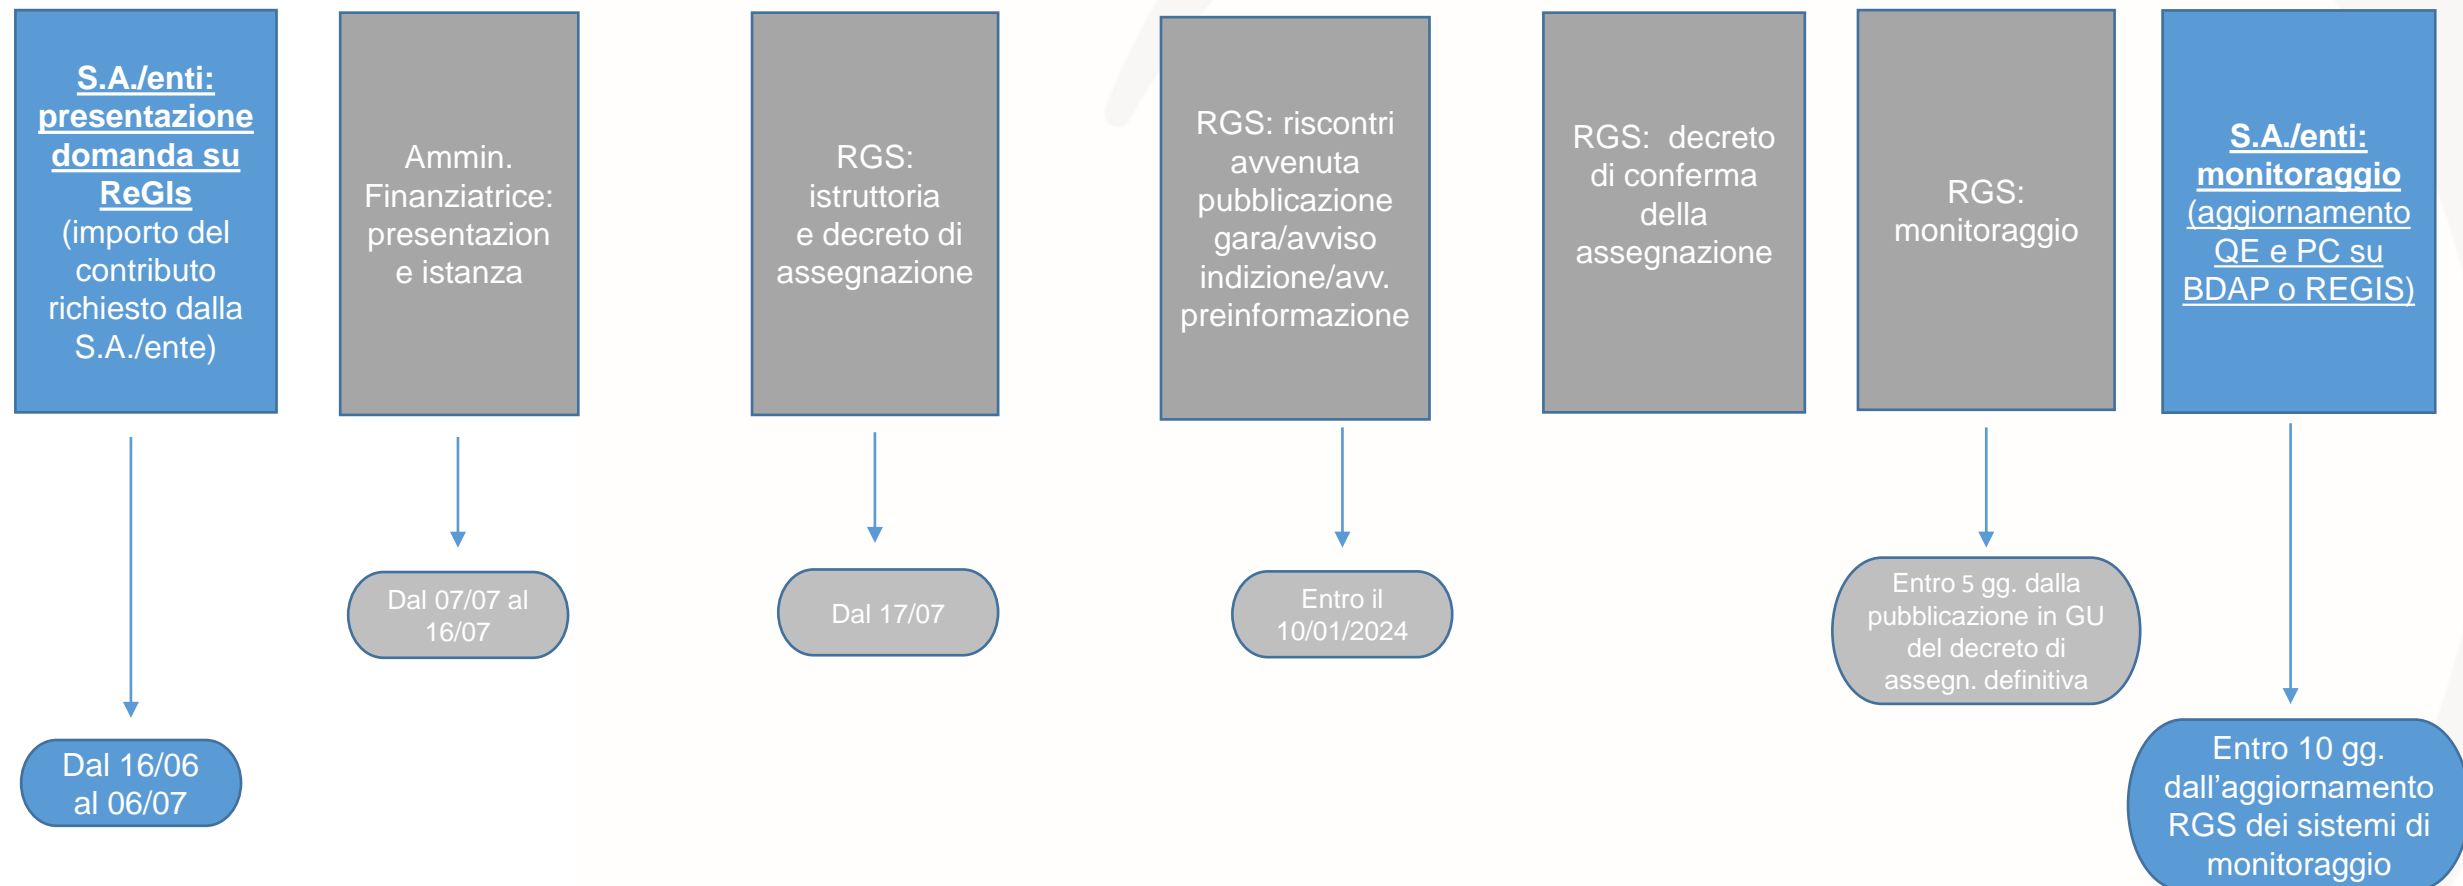 S.A./enti:
presentazione
domanda su
ReGIs
(importo del
contributo
richiesto dalla
S.A./ente)
Ammin.
Finanziatrice:
presentazion
e istanza
RGS:
istruttoria
e decreto di
assegnazione
RGS: riscontri
avvenuta
pubblicazione
gara/avviso
indizione/avv.
preinformazione
RGS:  decreto
di conferma
della
assegnazione
RGS:
monitoraggio
S.A./enti:
monitoraggio
(aggiornamento
QE e PC su
BDAP o REGIS)
Dal 16/06
al 06/07
Dal 07/07 al
16/07
Dal 17/07
Entro il
10/01/2024
Entro 5 gg. dalla
pubblicazione in GU
del decreto di
assegn. definitiva
Entro 10 gg.
dall’aggiornamento
RGS dei sistemi di
monitoraggio